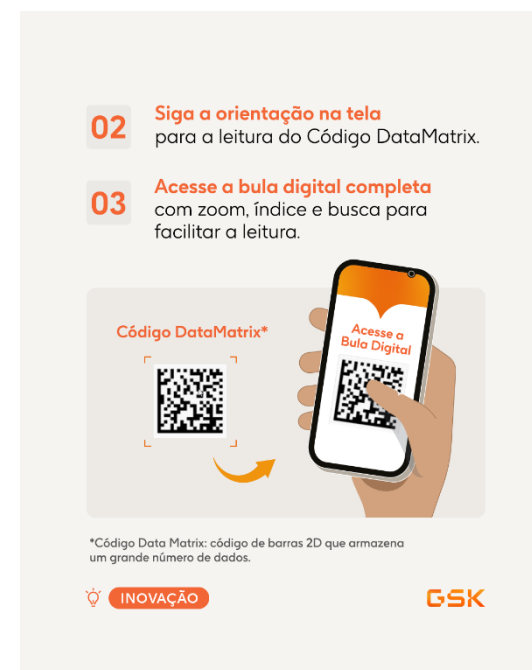 02
Siga a orientação na tela
para a leitura do Código DataMatrix.
03
Acesse a bula digital completa
com zoom, índice e busca para
facilitar a leitura.
Código DataMatrix*
Acesse a
Bula Digital
*Código Data Matrix: código de barras 2D que armazena
um grande número de dados.
INOVAÇÃO
GSK